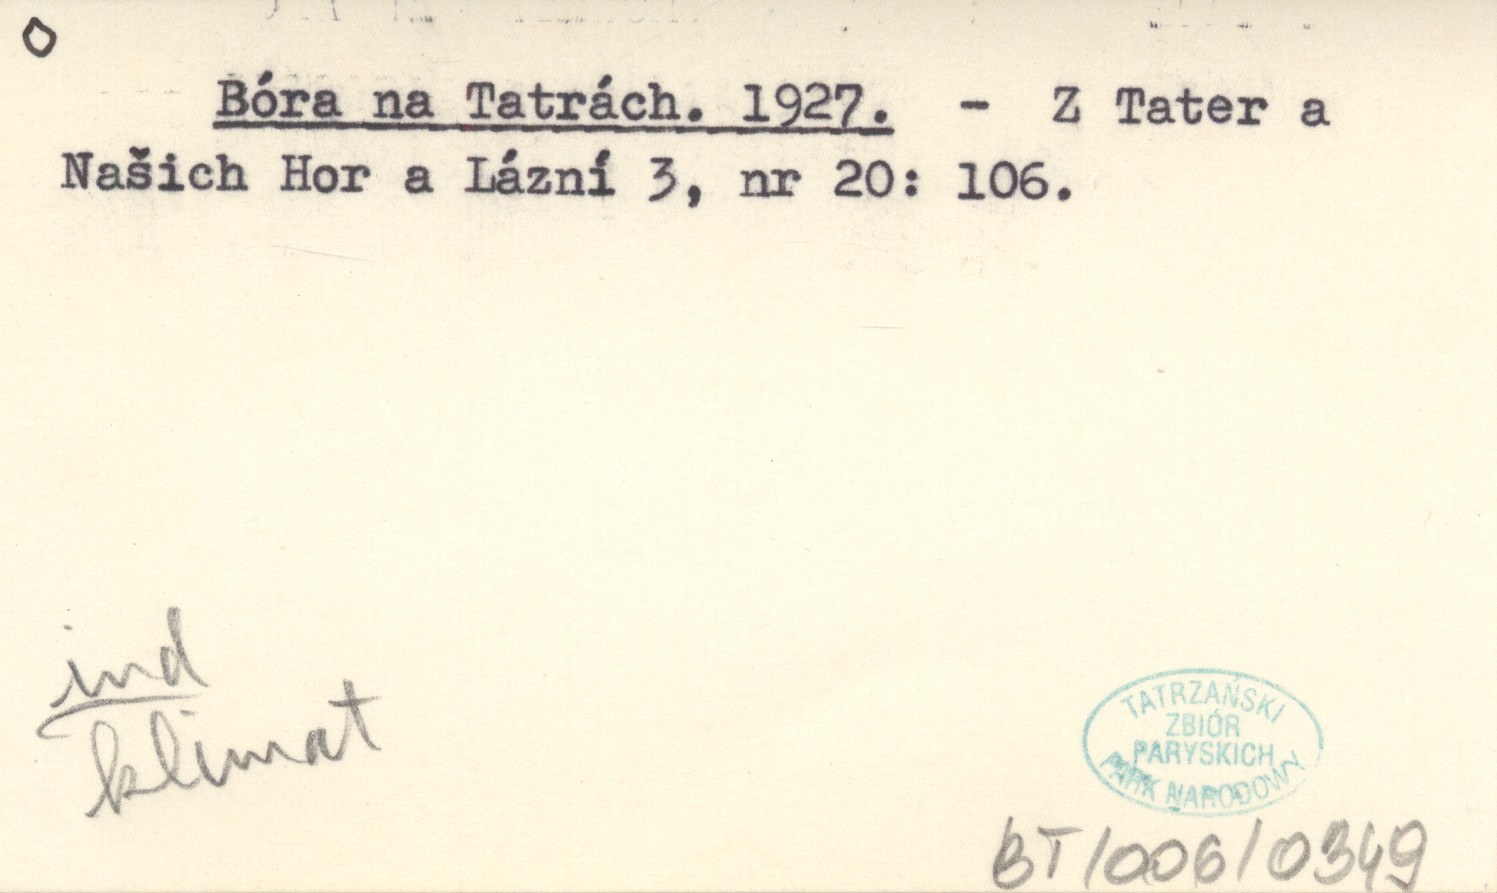 Bóra na Tatrách. 1927. - Z Tater a
Našich Hor a Lázní 3, nr 20: 106.
ind
klimat
TATRZAŃSKI
ZBIÓR
PARYSKICH
PARK NARODOWY
BT/006/0349